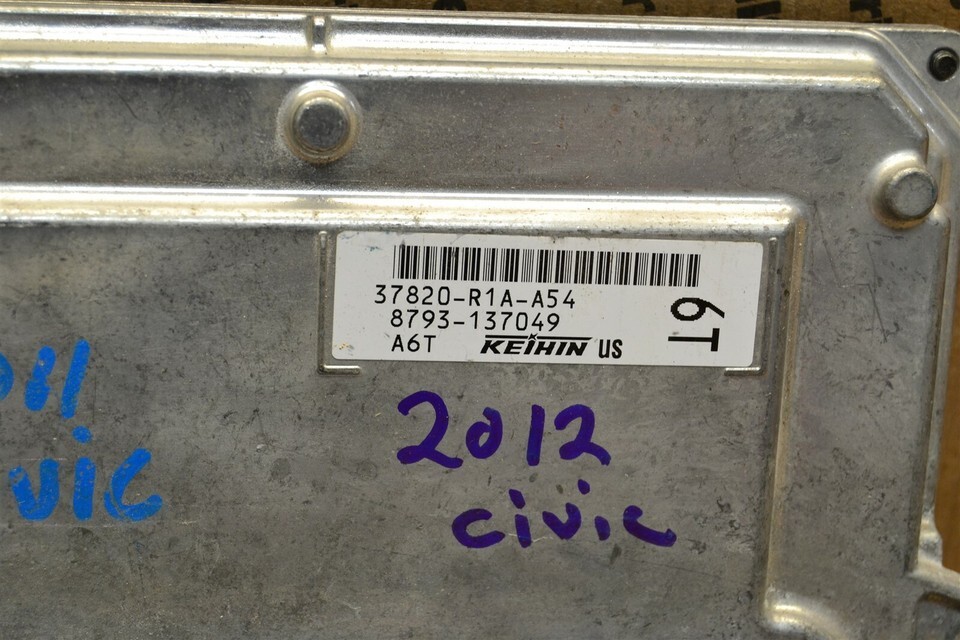 37820-R1A-A54
8793-137049
A6T KEIHIN US
6T
2012
civic